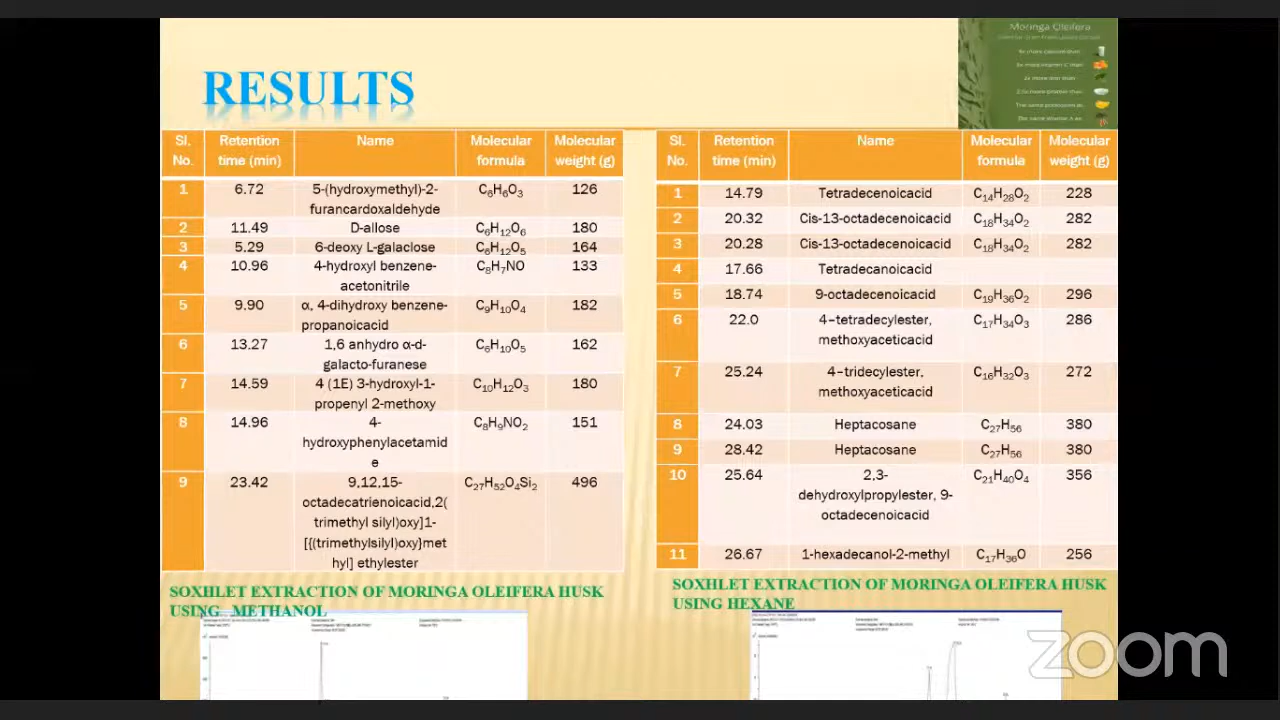 Moringa Oleifera
RESULTS
Sl. No. | Retention time (min) | Name | Molecular formula | Molecular weight (g)
1 | 6.72 | 5-(hydroxymethyl)-2-furancardoxaldehyde | C₆H₆O₃ | 126
2 | 11.49 | D-allose | C₆H₁₂O₆ | 180
3 | 5.29 | 6-deoxy L-galaclose | C₆H₁₂O₅ | 164
4 | 10.96 | 4-hydroxyl benzene-acetonitrile | C₈H₇NO | 133
5 | 9.90 | α, 4-dihydroxy benzene-propanoicacid | C₉H₁₀O₄ | 182
6 | 13.27 | 1,6 anhydro α-d-galacto-furanese | C₆H₁₀O₅ | 162
7 | 14.59 | 4 (1E) 3-hydroxyl-1-propenyl 2-methoxy | C₁₀H₁₂O₃ | 180
8 | 14.96 | 4-hydroxyphenylacetamide | C₈H₉NO₂ | 151
9 | 23.42 | 9,12,15-octadecatrienoicacid,2(trimethyl silyl)oxy]1-[{(trimethylsilyl)oxy}methyl] ethylester | C₂₇H₅₂O₄Si₂ | 496
SOXHLET EXTRACTION OF MORINGA OLEIFERA HUSK
USING METHANOL
Sl. No. | Retention time (min) | Name | Molecular formula | Molecular weight (g)
1 | 14.79 | Tetradecenoicacid | C₁₄H₂₈O₂ | 228
2 | 20.32 | Cis-13-octadecenoicacid | C₁₈H₃₄O₂ | 282
3 | 20.28 | Cis-13-octadecenoicacid | C₁₈H₃₄O₂ | 282
4 | 17.66 | Tetradecanoicacid
5 | 18.74 | 9-octadecenoicacid | C₁₉H₃₆O₂ | 296
6 | 22.0 | 4–tetradecylester, methoxyaceticacid | C₁₇H₃₄O₃ | 286
7 | 25.24 | 4–tridecylester, methoxyaceticacid | C₁₆H₃₂O₃ | 272
8 | 24.03 | Heptacosane | C₂₇H₅₆ | 380
9 | 28.42 | Heptacosane | C₂₇H₅₆ | 380
10 | 25.64 | 2,3-dehydroxylpropylester, 9-octadecenoicacid | C₂₁H₄₀O₄ | 356
11 | 26.67 | 1-hexadecanol-2-methyl | C₁₇H₃₆O | 256
SOXHLET EXTRACTION OF MORINGA OLEIFERA HUSK
USING HEXANE
zoom